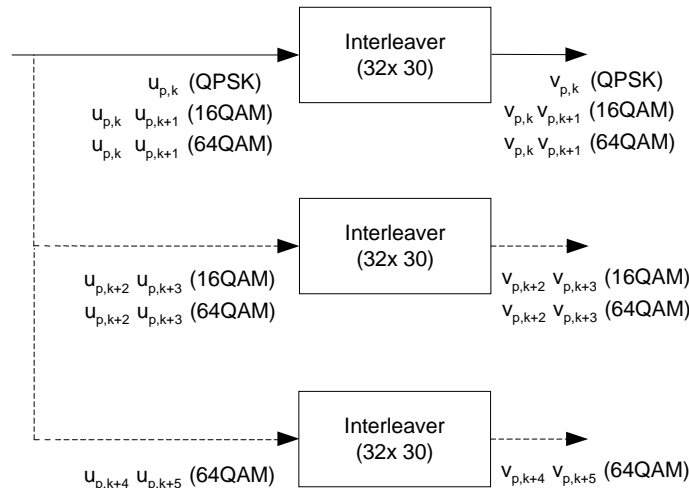 Interleaver
(32x 30)
u_{p,k} (QPSK)
u_{p,k} u_{p,k+1} (16QAM)
u_{p,k} u_{p,k+1} (64QAM)
v_{p,k} (QPSK)
v_{p,k} v_{p,k+1} (16QAM)
v_{p,k} v_{p,k+1} (64QAM)
Interleaver
(32x 30)
u_{p,k+2} u_{p,k+3} (16QAM)
u_{p,k+2} u_{p,k+3} (64QAM)
v_{p,k+2} v_{p,k+3} (16QAM)
v_{p,k+2} v_{p,k+3} (64QAM)
Interleaver
(32x 30)
u_{p,k+4} u_{p,k+5} (64QAM)
v_{p,k+4} v_{p,k+5} (64QAM)